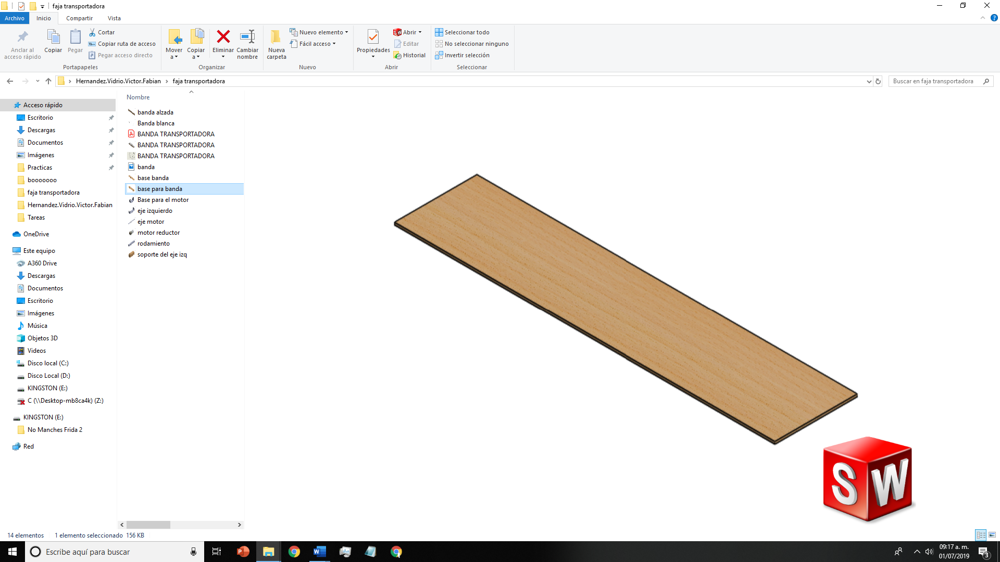 faja transportadora
Archivo
Inicio
Compartir
Vista
Anclar al acceso rápido
Copiar
Pegar
Cortar
Copiar ruta de acceso
Pegar acceso directo
Portapapeles
Mover a
Copiar a
Eliminar
Cambiar nombre
Organizar
Nueva carpeta
Nuevo elemento
Fácil acceso
Nuevo
Propiedades
Abrir
Editar
Historial
Abrir
Seleccionar todo
No seleccionar ninguno
Invertir selección
Seleccionar
Hernandez.Vidrio.Victor.Fabian > faja transportadora
Buscar en faja transportadora
Acceso rápido
Escritorio
Descargas
Documentos
Imágenes
Practicas
booooooo
faja transportadora
Hernandez.Vidrio.Victor.Fabian
Tareas
OneDrive
Este equipo
A360 Drive
Descargas
Documentos
Escritorio
Imágenes
Música
Objetos 3D
Videos
Disco local (C:)
Disco Local (D:)
KINGSTON (E:)
C (\\Desktop-mb8ca4k) (Z:)
KINGSTON (E:)
No Manches Frida 2
Red
Nombre
banda alzada
Banda blanca
BANDA TRANSPORTADORA
BANDA TRANSPORTADORA
BANDA TRANSPORTADORA
banda
base banda
base para banda
Base para el motor
eje izquierdo
eje motor
motor reductor
rodamiento
soporte del eje izq
SW
14 elementos
1 elemento seleccionado 156 KB
Escribe aquí para buscar
09:17 a. m.
01/07/2019
3